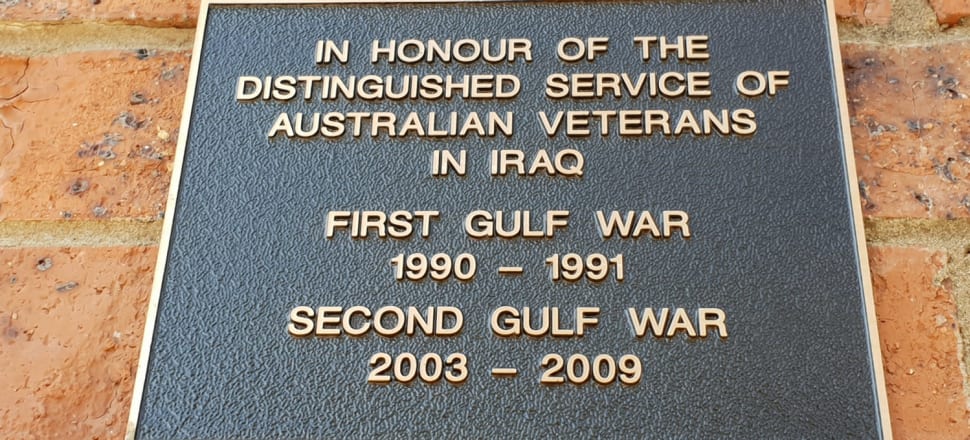 IN HONOUR OF THE
DISTINGUISHED SERVICE OF
AUSTRALIAN VETERANS
IN IRAQ
FIRST GULF WAR
1990 – 1991
SECOND GULF WAR
2003 – 2009